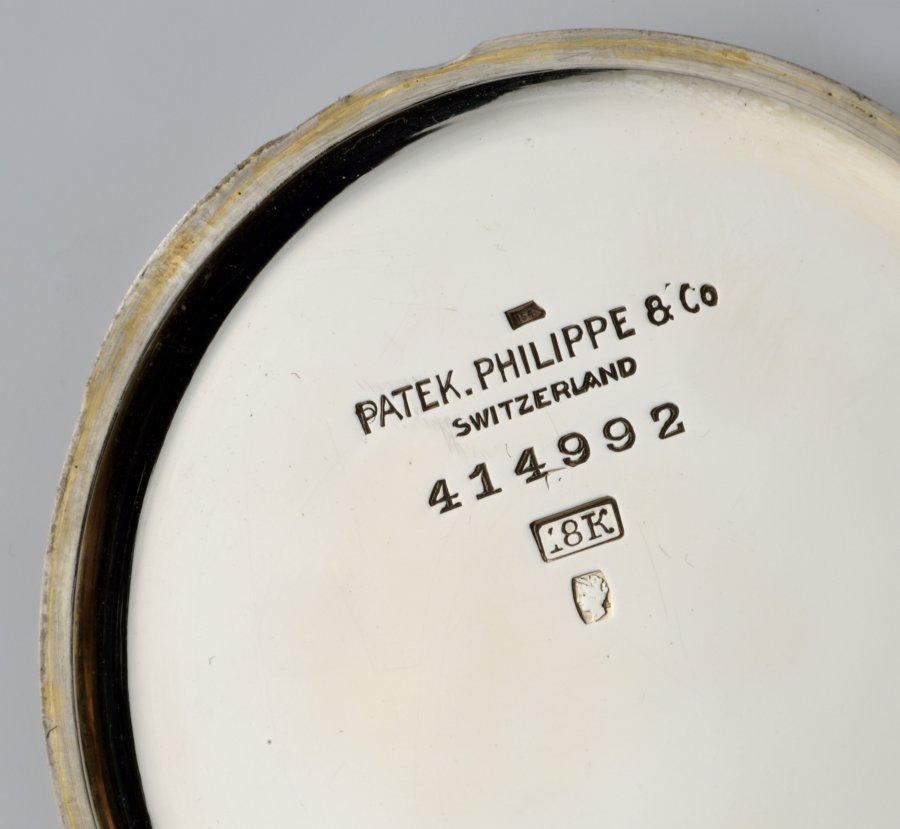 PATEK. PHILIPPE & Co
SWITZERLAND
414992
18K